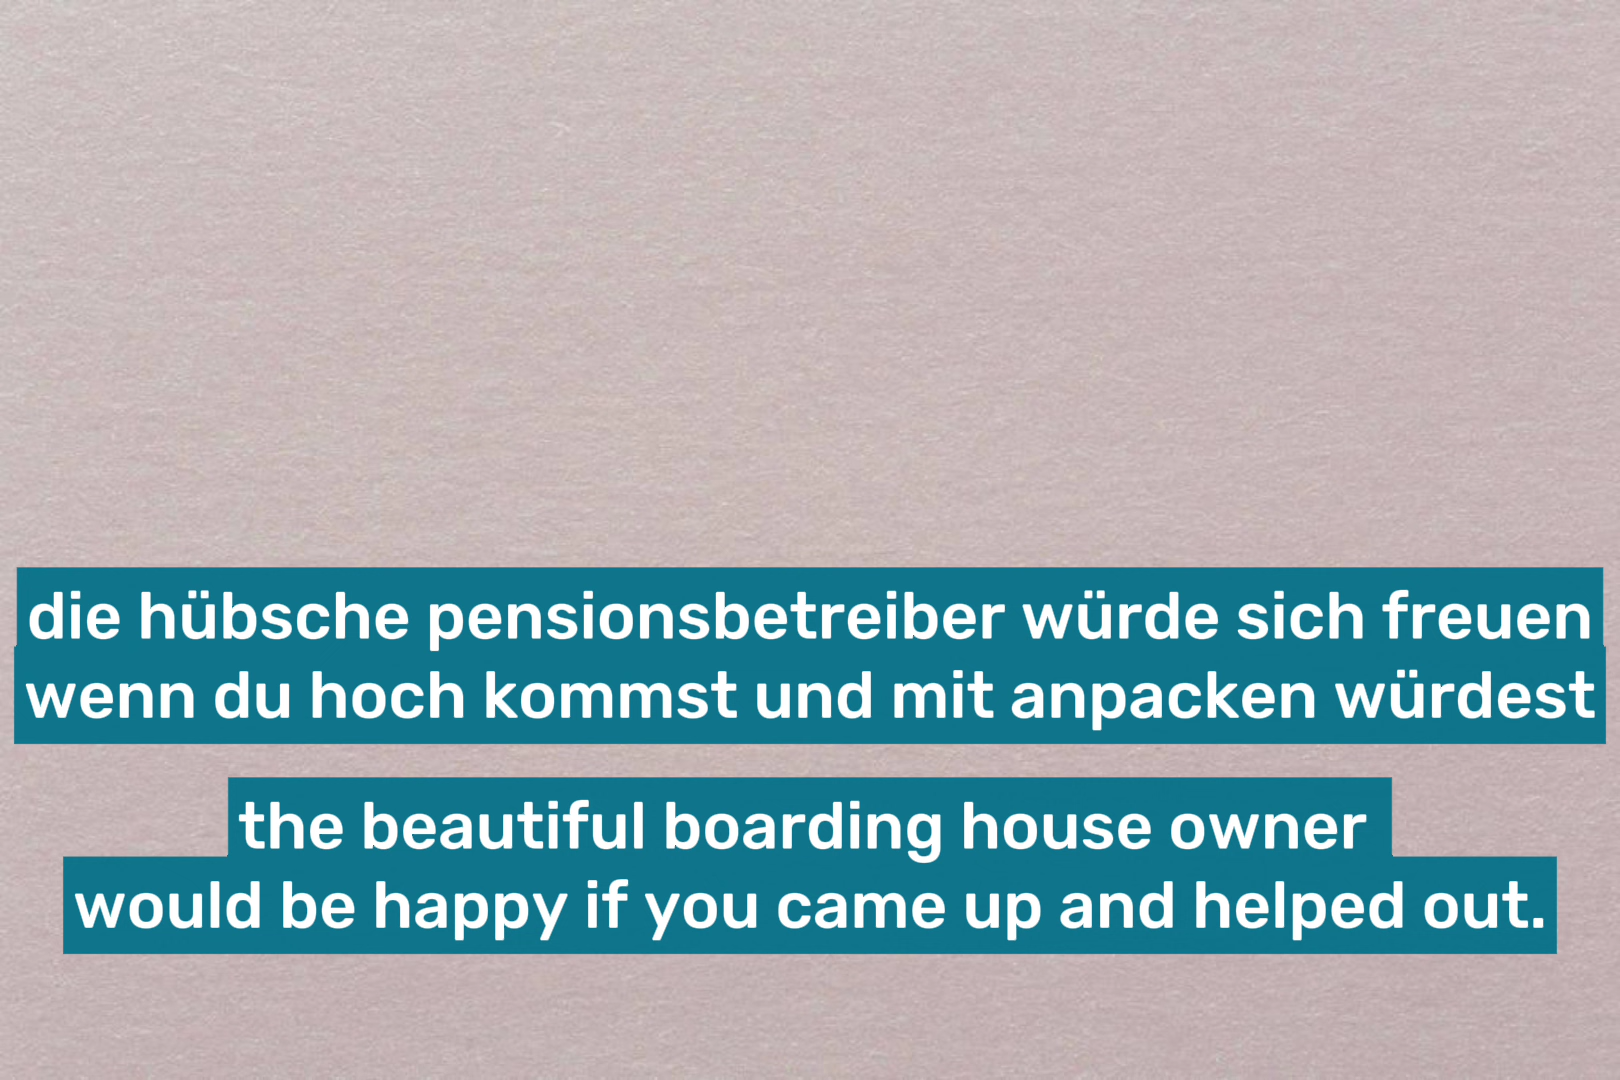 die hübsche pensionsbetreiber würde sich freuen
wenn du hoch kommst und mit anpacken würdest
the beautiful boarding house owner
would be happy if you came up and helped out.